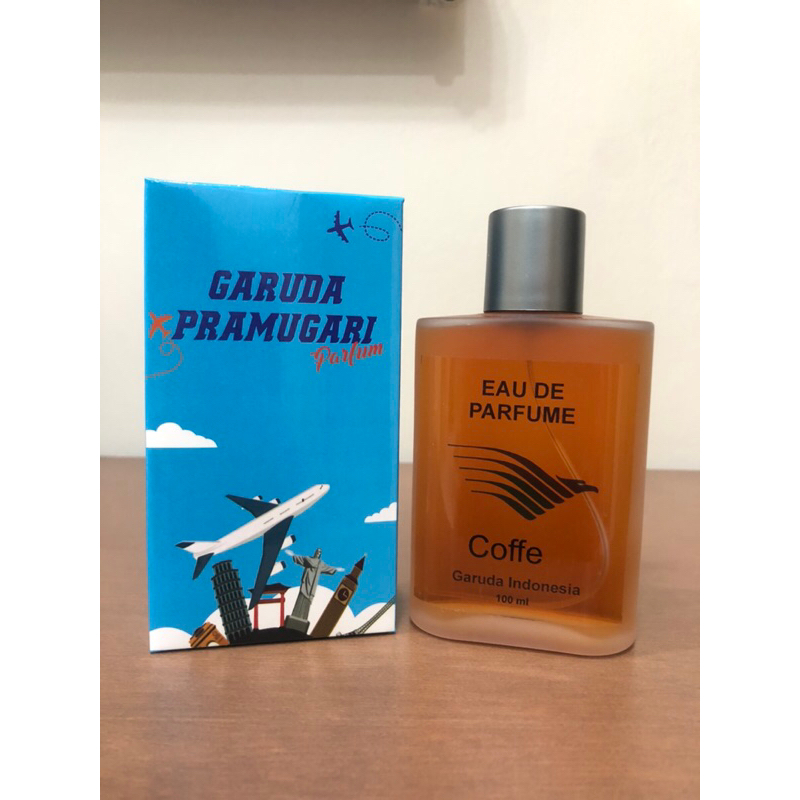 GARUDA
PRAMUGARI
Parfum
EAU DE
PARFUME
Coffe
Garuda Indonesia
100 ml